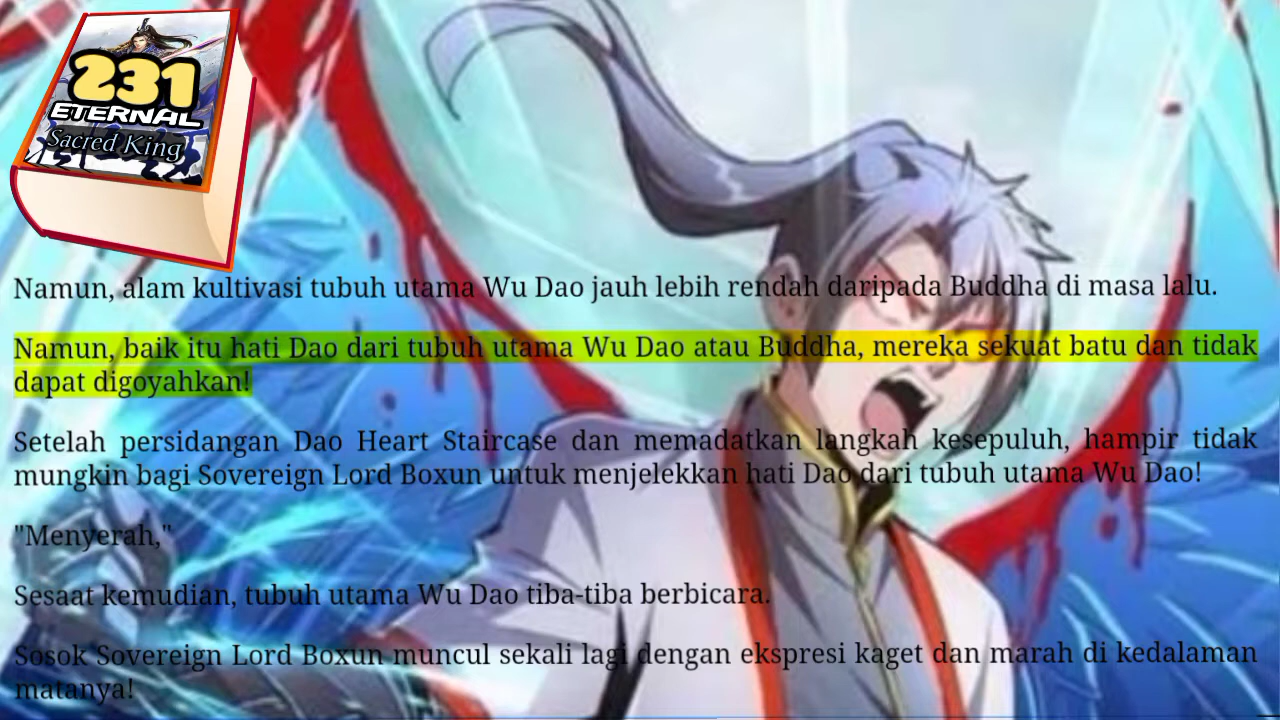 231
ETERNAL
Sacred King
Namun, alam kultivasi tubuh utama Wu Dao jauh lebih rendah daripada Buddha di masa lalu.
Namun, baik itu hati Dao dari tubuh utama Wu Dao atau Buddha, mereka sekuat batu dan tidak
dapat digoyahkan!
Setelah persidangan Dao Heart Staircase dan memadatkan langkah kesepuluh, hampir tidak
mungkin bagi Sovereign Lord Boxun untuk menjelekkan hati Dao dari tubuh utama Wu Dao!
"Menyerah,"
Sesaat kemudian, tubuh utama Wu Dao tiba-tiba berbicara.
Sosok Sovereign Lord Boxun muncul sekali lagi dengan ekspresi kaget dan marah di kedalaman
matanya!